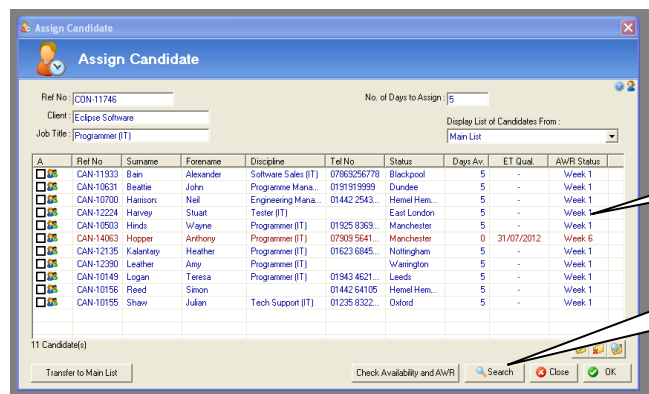 Assign Candidate
Assign Candidate
Ref No : CON-11746 No. of Days to Assign : 5
Client : Eclipse Software
Display List of Candidates From :
Job Title : Programmer (IT) Main List
A Ref No Surname Forename Discipline Tel No Status Days Av. ET Qual. AWR Status
CAN-11933 Bain Alexander Software Sales (IT) 07869256778 Blackpool 5 - Week 1
CAN-10631 Beattie John Programme Mana... 0191919999 Dundee 5 - Week 1
CAN-10700 Harrison: Neil Engineering Mana... 01442 2543... Hemel Hem... 5 - Week 1
CAN-12224 Harvey Stuart Tester (IT) East London 5 - Week 1
CAN-10503 Hinds Wayne Programmer (IT) 01925 8369... Manchester 5 - Week 1
CAN-14063 Hopper Anthony Programmer (IT) 07909 5641... Manchester 0 31/07/2012 Week 6
CAN-12135 Kalantary Heather Programmer (IT) 01623 6845... Nottingham 5 - Week 1
CAN-12390 Leather Amy Programmer (IT) Warrington 5 - Week 1
CAN-10149 Logan Teresa Programmer (IT) 01943 4621... Leeds 5 - Week 1
CAN-10156 Reed Simon 01442 64105 Hemel Hem... 5 - Week 1
CAN-10155 Shaw Julian Tech Support (IT) 01235 8322... Oxford 5 - Week 1
11 Candidate(s)
Transfer to Main List Check Availability and AWR Search Close OK